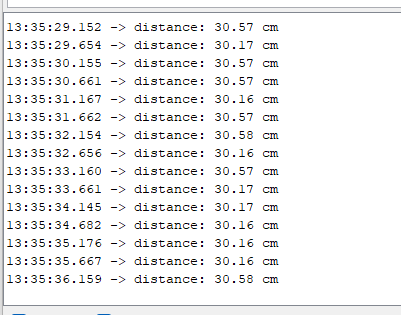 13:35:29.152 -> distance: 30.57 cm
13:35:29.654 -> distance: 30.17 cm
13:35:30.155 -> distance: 30.57 cm
13:35:30.661 -> distance: 30.57 cm
13:35:31.167 -> distance: 30.16 cm
13:35:31.662 -> distance: 30.57 cm
13:35:32.154 -> distance: 30.58 cm
13:35:32.656 -> distance: 30.16 cm
13:35:33.160 -> distance: 30.57 cm
13:35:33.661 -> distance: 30.17 cm
13:35:34.145 -> distance: 30.17 cm
13:35:34.682 -> distance: 30.16 cm
13:35:35.176 -> distance: 30.16 cm
13:35:35.667 -> distance: 30.16 cm
13:35:36.159 -> distance: 30.58 cm